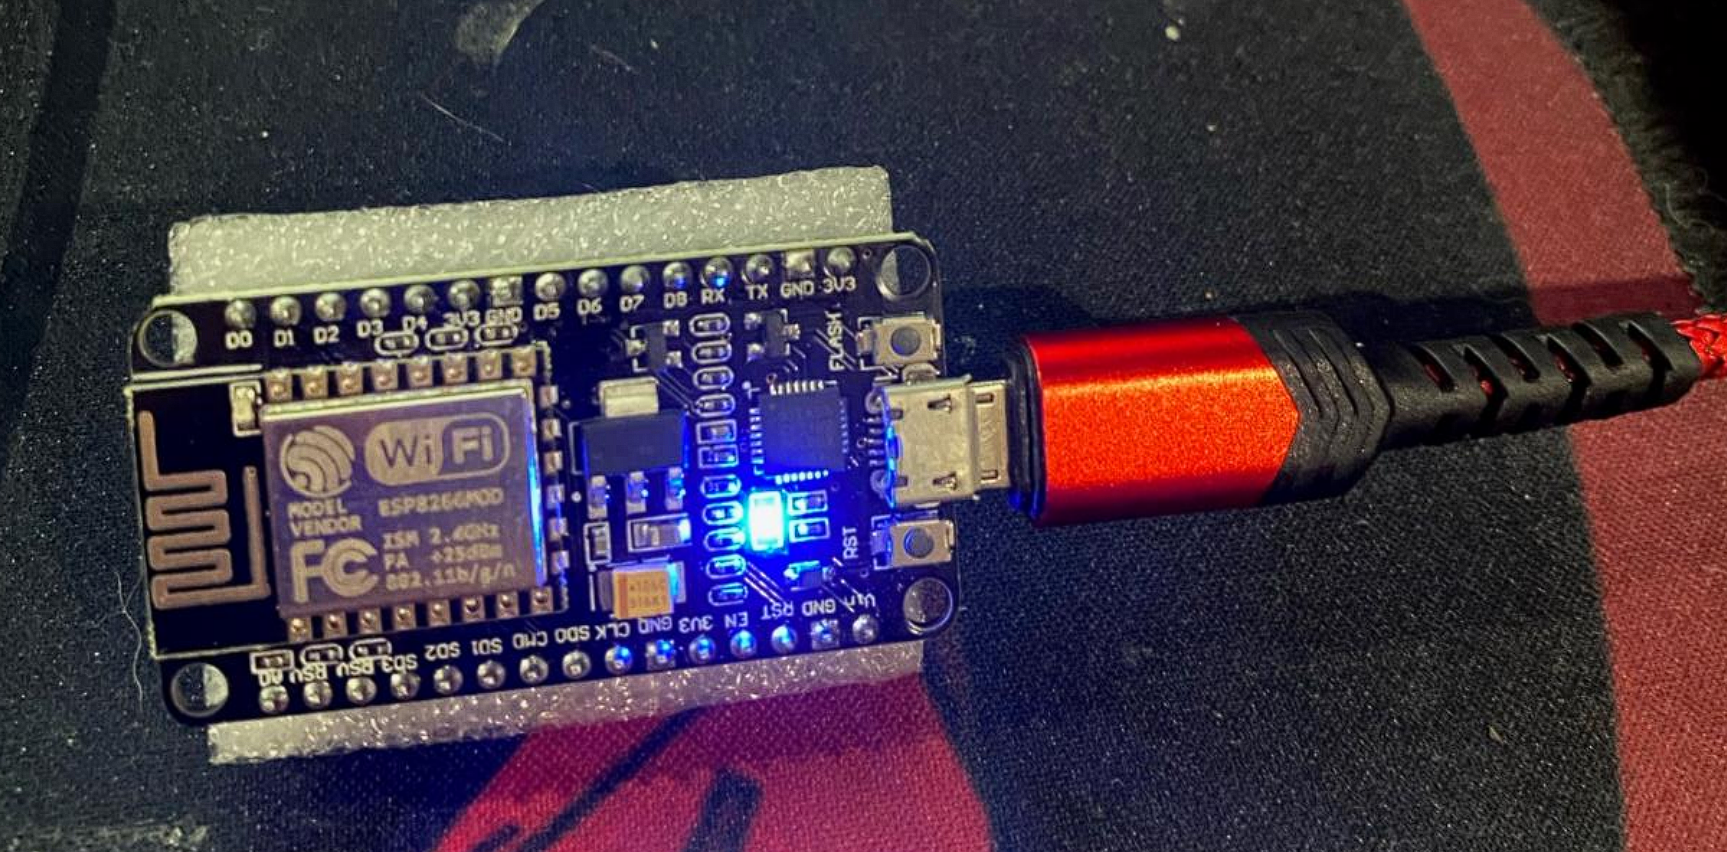 D0 D1 D2 D3 D4 3V3 GND D5 D6 D7 D8 RX TX GND 3V3
FLASH
WiFi
MODEL
VENDOR
ESP8266MOD
ISM 2.4GHz
PA +25dBm
802.11b/g/n
FC
RST
A0 RSV RSV SD3 SD2 SD1 CMD SD0 CLK GND 3V3 EN RST GND Vin